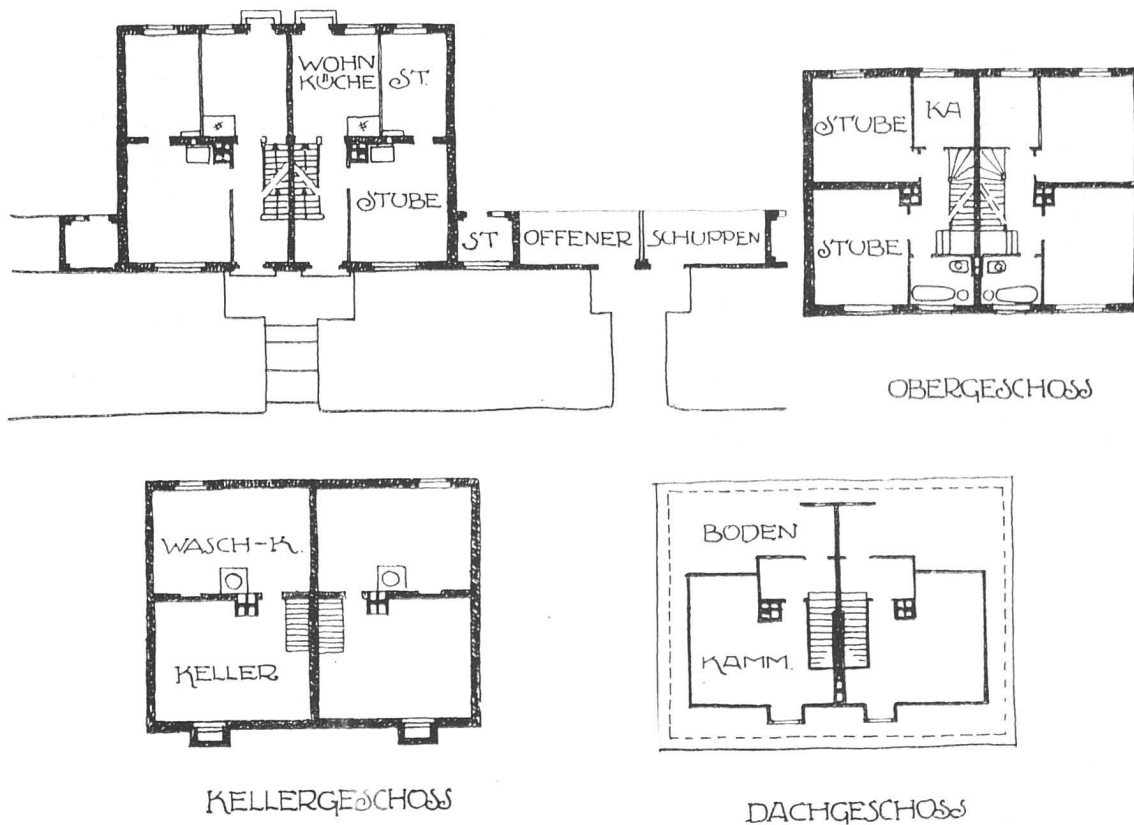 WOHN
KÜCHE
ST.
STUBE
ST
OFFENER
SCHUPPEN
STUBE
KA
STUBE
OBERGESCHOSS
WASCH-K.
KELLER
KELLERGESCHOSS
BODEN
KAMM.
DACHGESCHOSS